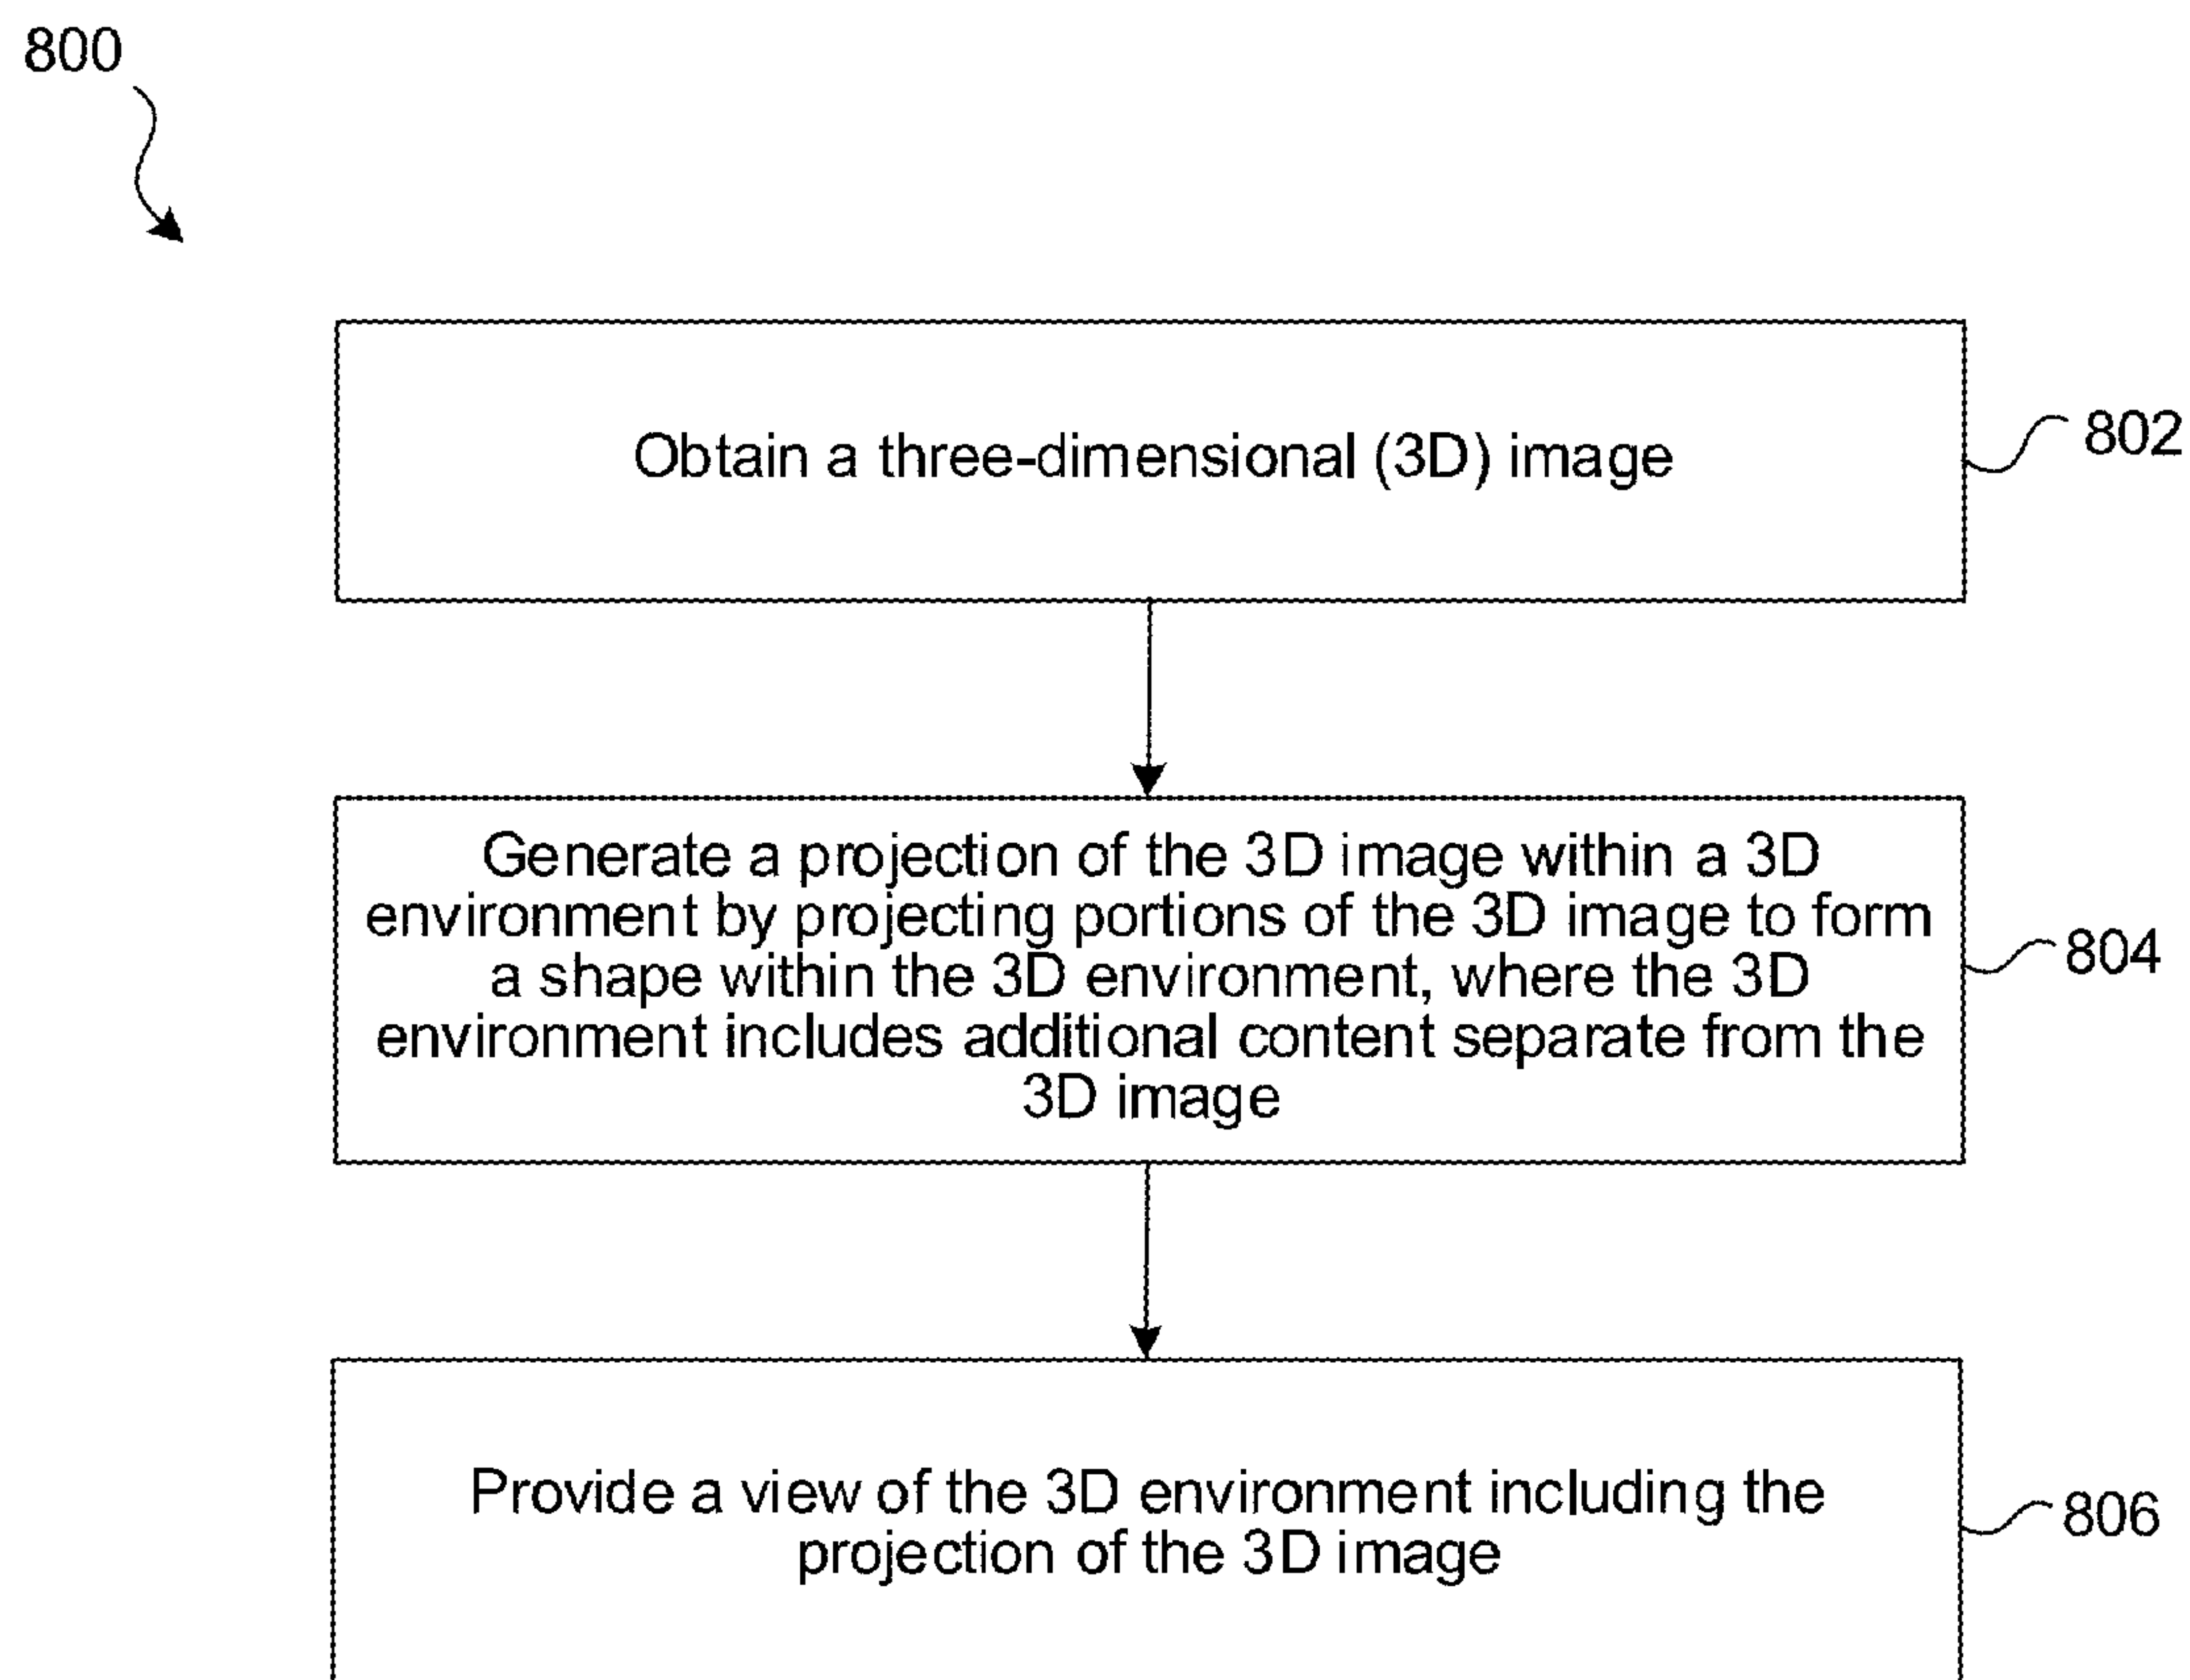 800
Obtain a three-dimensional (3D) image
802
Generate a projection of the 3D image within a 3D
environment by projecting portions of the 3D image to form
a shape within the 3D environment, where the 3D
environment includes additional content separate from the
3D image
804
Provide a view of the 3D environment including the
projection of the 3D image
806